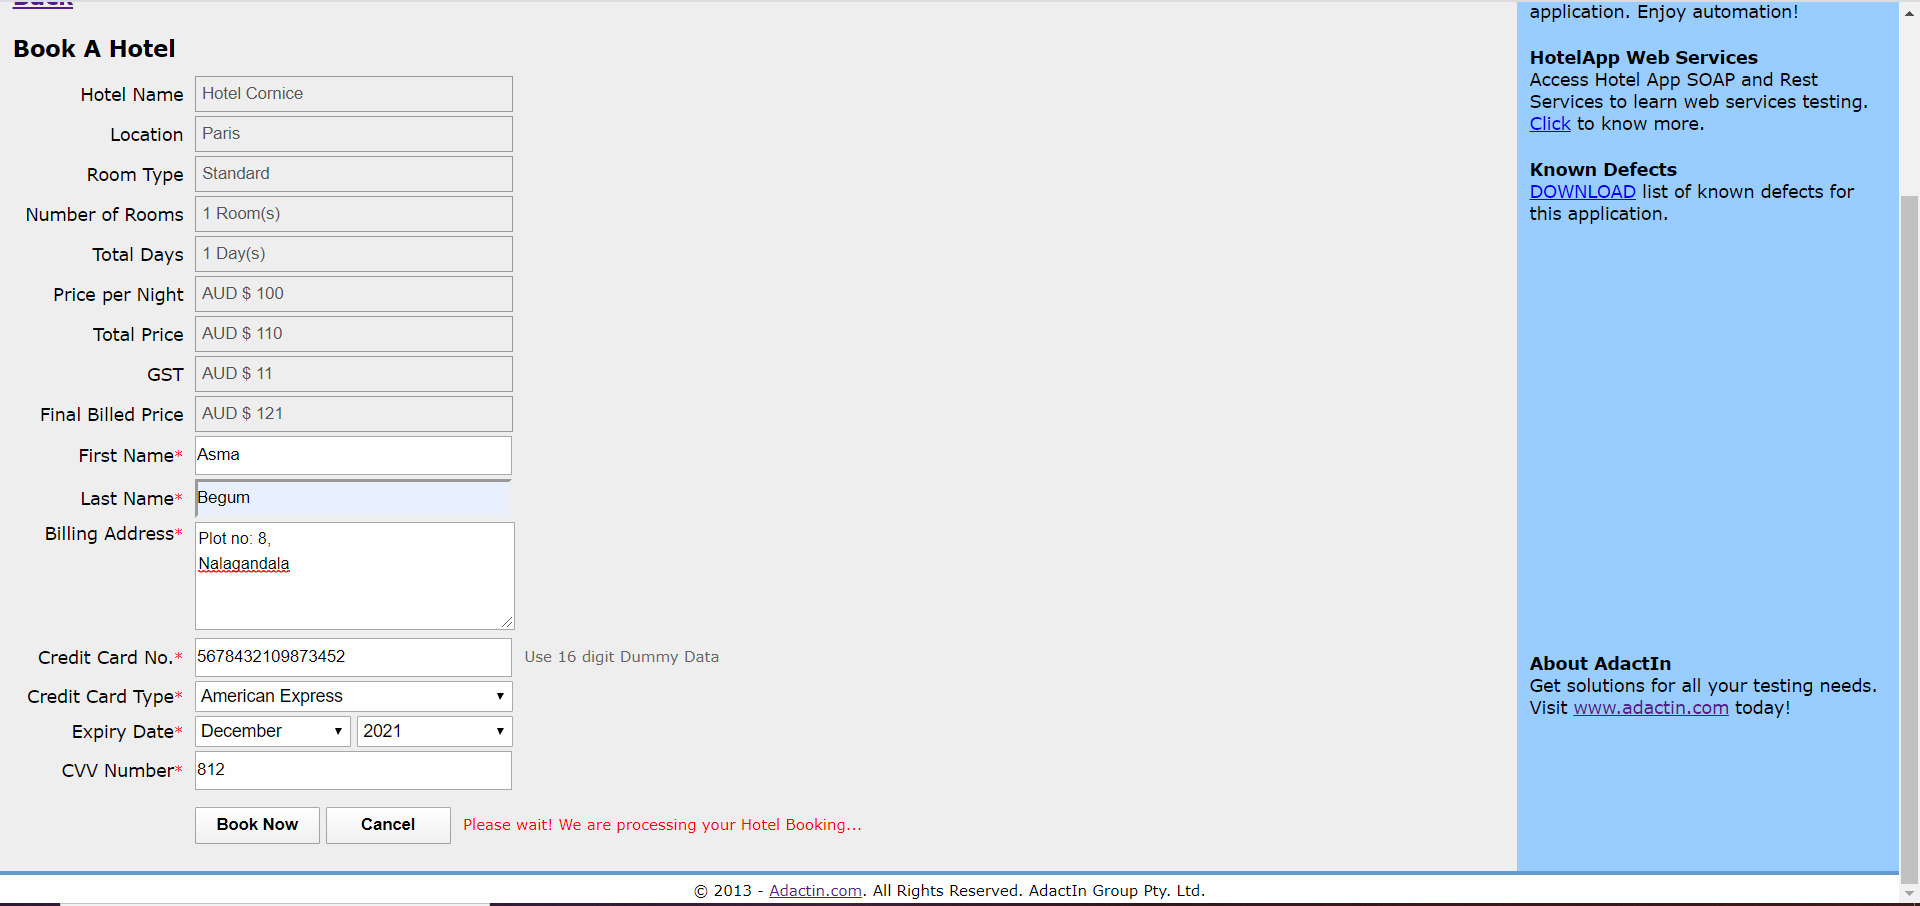 Back
Book A Hotel
Hotel Name Hotel Cornice
Location Paris
Room Type Standard
Number of Rooms 1 Room(s)
Total Days 1 Day(s)
Price per Night AUD $ 100
Total Price AUD $ 110
GST AUD $ 11
Final Billed Price AUD $ 121
First Name* Asma
Last Name* Begum
Billing Address* Plot no: 8,
Nalagandala
Credit Card No.* 5678432109873452 Use 16 digit Dummy Data
Credit Card Type* American Express
Expiry Date* December 2021
CVV Number* 812
Book Now Cancel Please wait! We are processing your Hotel Booking...
application. Enjoy automation!
HotelApp Web Services
Access Hotel App SOAP and Rest
Services to learn web services testing.
Click to know more.
Known Defects
DOWNLOAD list of known defects for
this application.
About AdactIn
Get solutions for all your testing needs.
Visit www.adactin.com today!
© 2013 - Adactin.com. All Rights Reserved. AdactIn Group Pty. Ltd.